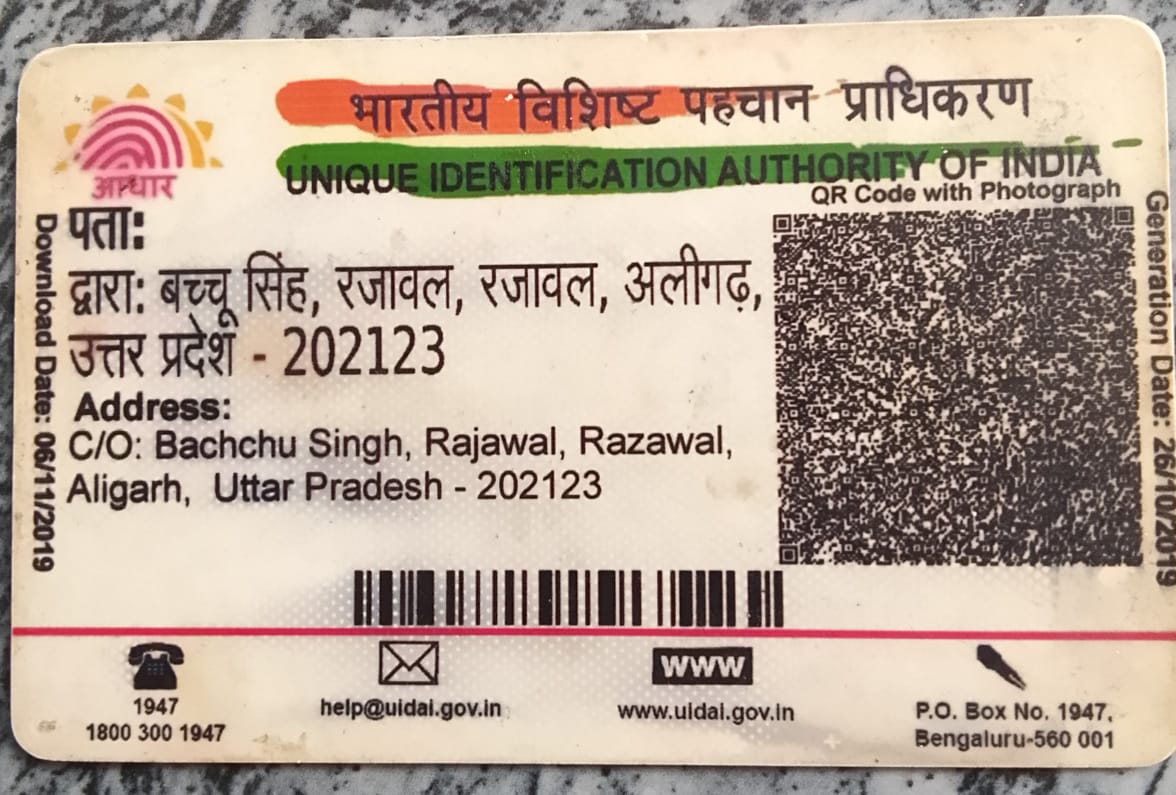 भारतीय विशिष्ट पहचान प्राधिकरण
UNIQUE IDENTIFICATION AUTHORITY OF INDIA
आधार
QR Code with Photograph
पता:
द्वारा: बच्चू सिंह, रजावल, रजावल, अलीगढ़,
उत्तर प्रदेश - 202123
Address:
C/O: Bachchu Singh, Rajawal, Razawal,
Aligarh, Uttar Pradesh - 202123
Download Date: 06/11/2019
Generation Date: 26/10/2019
1947
1800 300 1947
help@uidai.gov.in
www
www.uidai.gov.in
P.O. Box No. 1947,
Bengaluru-560 001